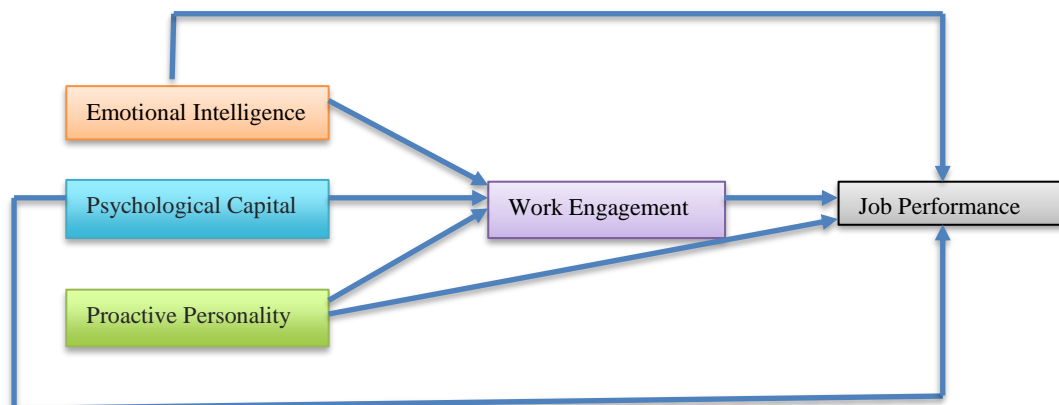 Emotional Intelligence
Psychological Capital
Work Engagement
Job Performance
Proactive Personality